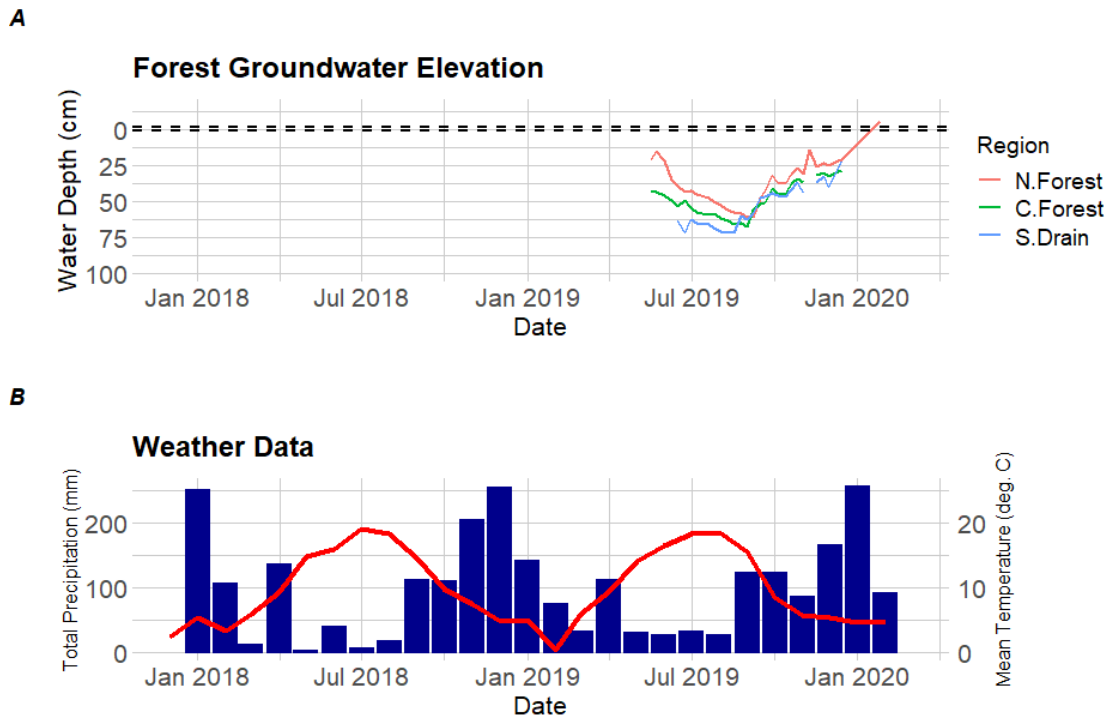 A
Forest Groundwater Elevation
Water Depth (cm)
0
25
50
75
100
Jan 2018
Jul 2018
Jan 2019
Jul 2019
Jan 2020
Date
Region
N.Forest
C.Forest
S.Drain
B
Weather Data
Total Precipitation (mm)
200
100
0
Mean Temperature (deg. C)
20
10
0
Jan 2018
Jul 2018
Jan 2019
Jul 2019
Jan 2020
Date